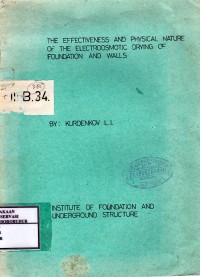 THE EFFECTIVENESS AND PHYSICAL NATURE
OF THE ELECTROOSMOTIC DRYING OF
FOUNDATION AND WALLS
B.34.
BY: KURDENKOV L.I.
INSTITUTE OF FOUNDATION AND
UNDERGROUND STRUCTURE